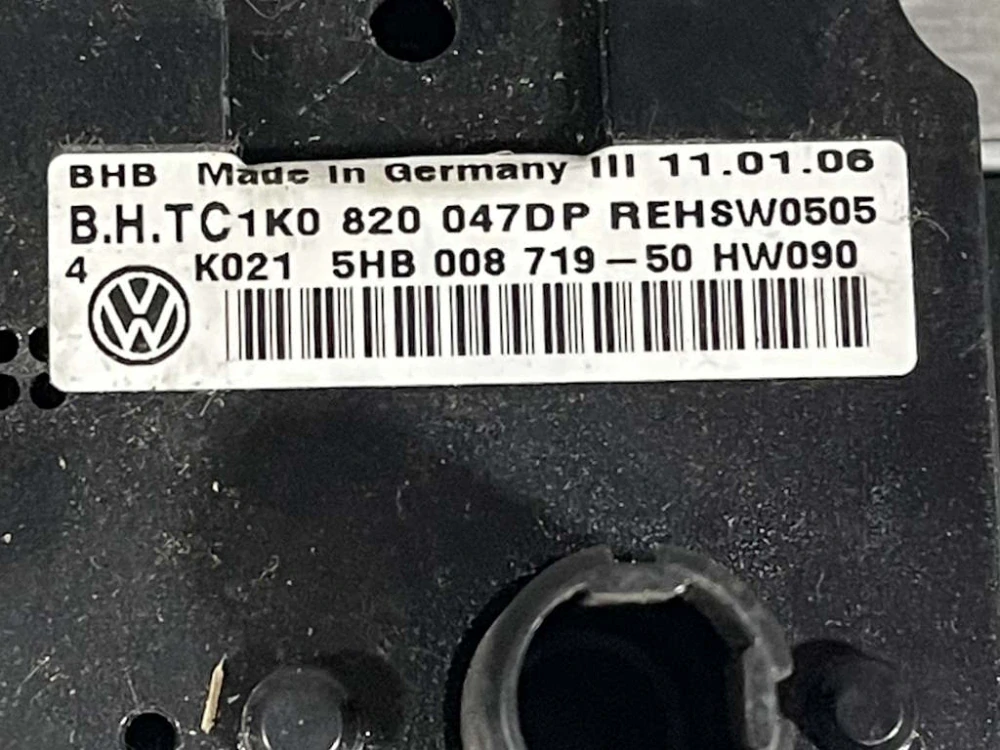 BHB Made In Germany III 11.01.06
B.H.TC1K0 820 047DP REHSW0505
4 K021 5HB 008 719-50 HW090
VW